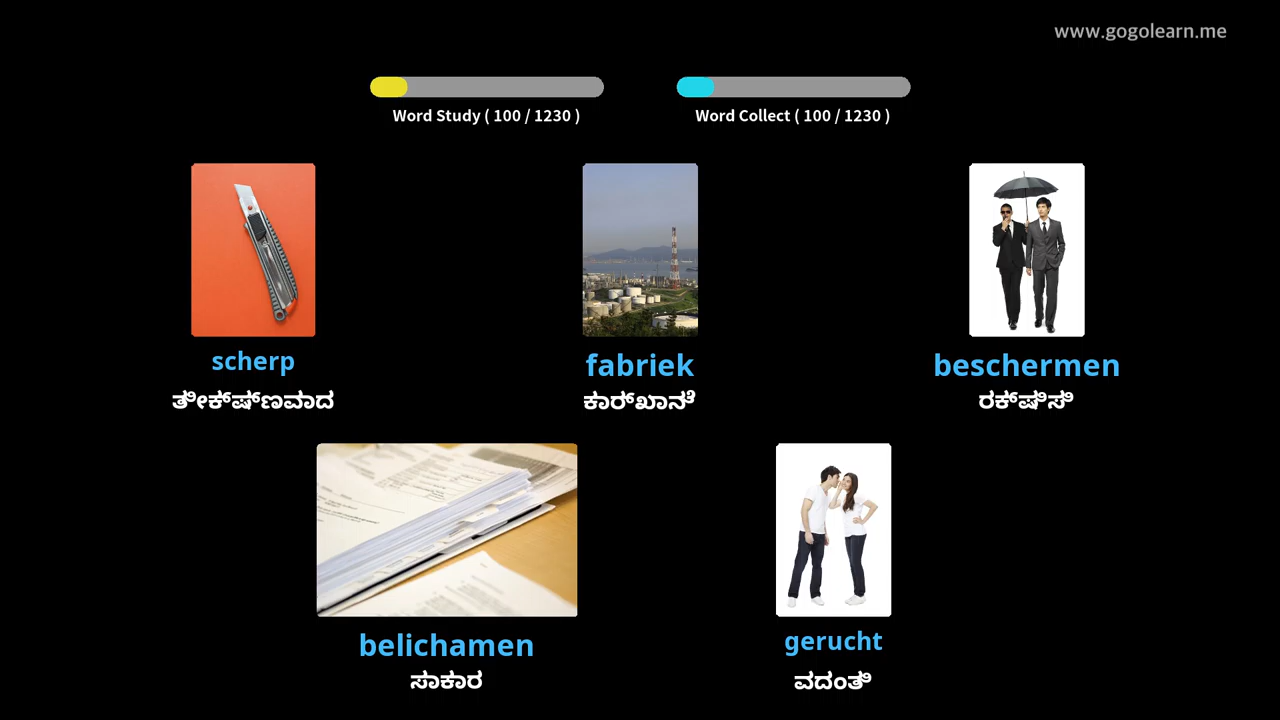 www.gogolearn.me
Word Study ( 100 / 1230 )
Word Collect ( 100 / 1230 )
scherp
fabriek
beschermen
ತೀಕ್ಷ್ಣವಾದ
ಕಾರ್ಖಾನೆ
ರಕ್ಷಿಸಿ
belichamen
gerucht
ಸಾಕಾರ
ವದಂತಿ